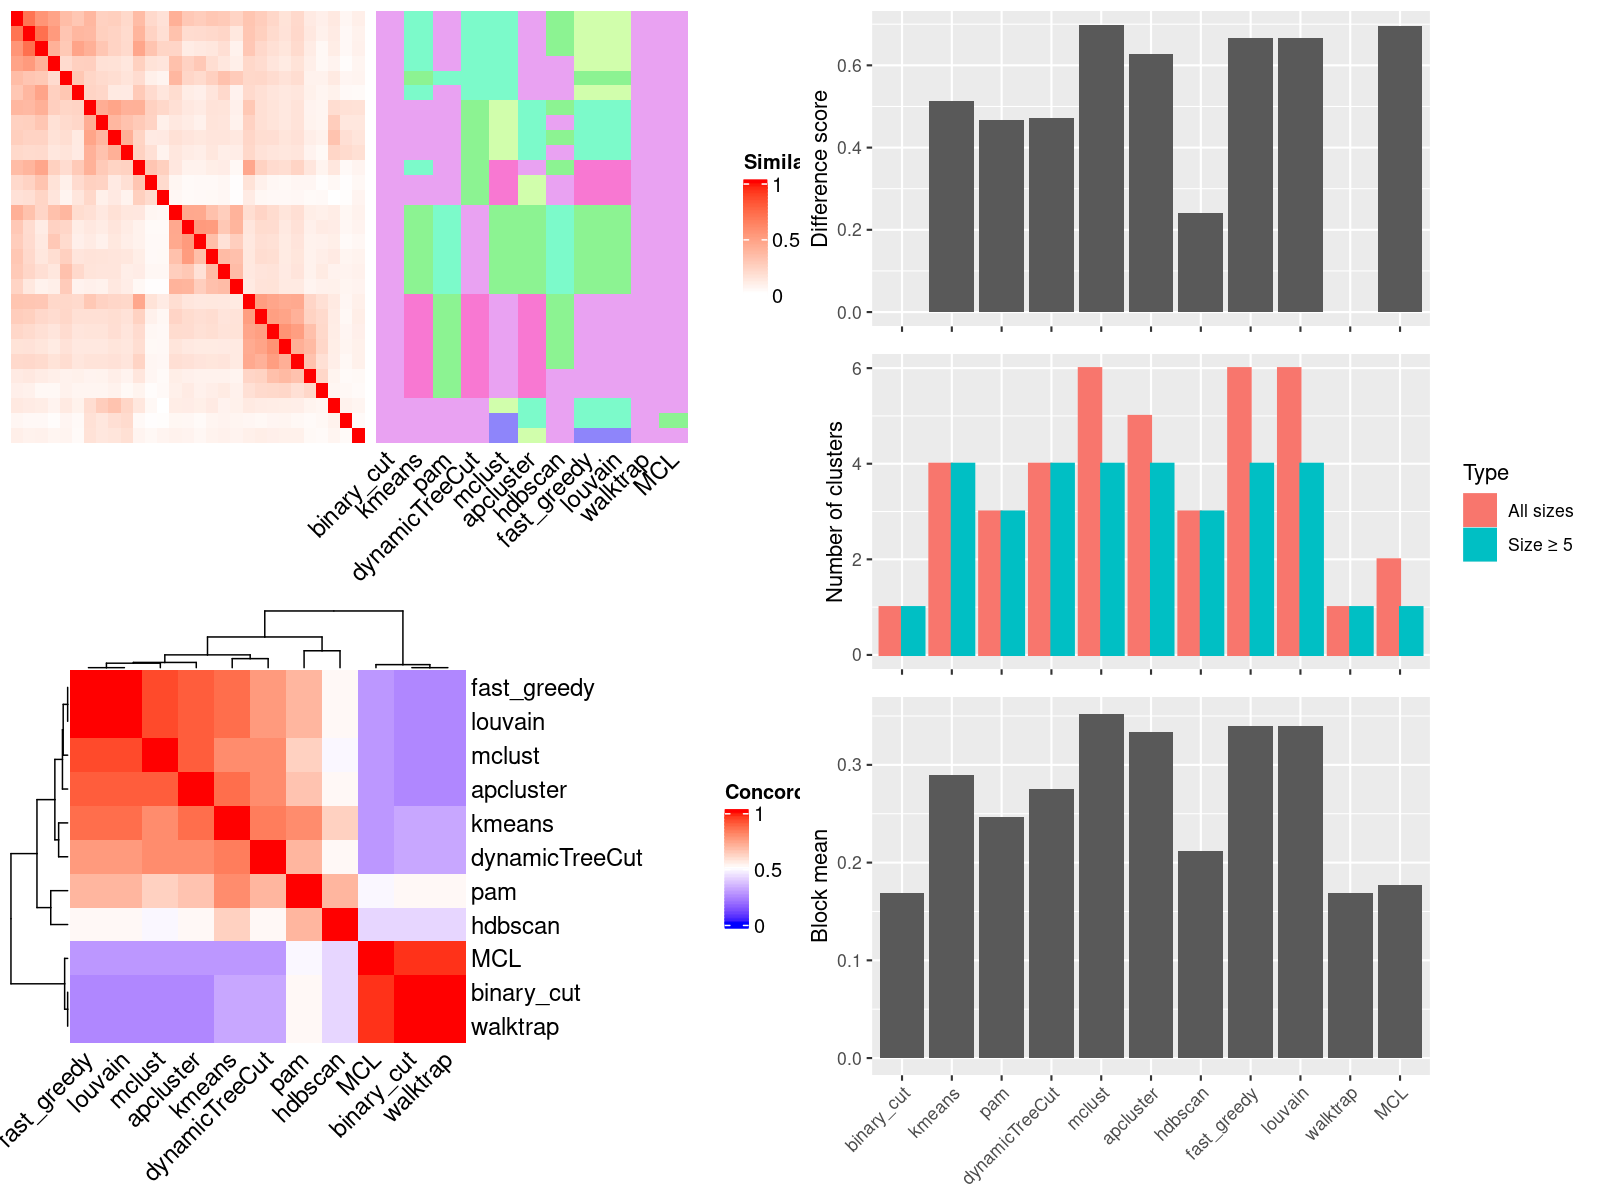 Simila
1
0.5
0
binary_cut
kmeans
pam
dynamicTreeCut
mclust
apcluster
hdbscan
fast_greedy
louvain
walktrap
MCL
fast_greedy
louvain
mclust
apcluster
kmeans
dynamicTreeCut
pam
hdbscan
MCL
binary_cut
walktrap
Concord
1
0.5
0
fast_greedy
louvain
mclust
apcluster
kmeans
dynamicTreeCut
pam
hdbscan
MCL
binary_cut
walktrap
Difference score
0.6
0.4
0.2
0.0
Number of clusters
6
4
2
0
Type
All sizes
Size ≥ 5
Block mean
0.3
0.2
0.1
0.0
binary_cut
kmeans
pam
dynamicTreeCut
mclust
apcluster
hdbscan
fast_greedy
louvain
walktrap
MCL